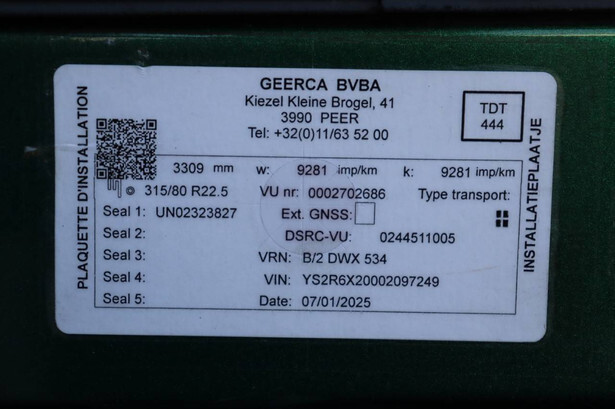 GEERCA BVBA
Kiezel Kleine Brogel, 41
3990 PEER
Tel: +32(0)11/63 52 00
TDT
444
PLAQUETTE D'INSTALLATION
INSTALLATIEPLAATJE
3309 mm w: 9281 imp/km k: 9281 imp/km
315/80 R22.5 VU nr: 0002702686 Type transport:
Seal 1: UN02323827 Ext. GNSS:
Seal 2: DSRC-VU: 0244511005
Seal 3: VRN: B/2 DWX 534
Seal 4: VIN: YS2R6X20002097249
Seal 5: Date: 07/01/2025